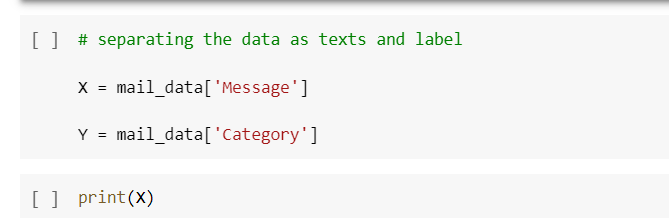 [ ] # separating the data as texts and label
X = mail_data['Message']
Y = mail_data['Category']
[ ] print(X)